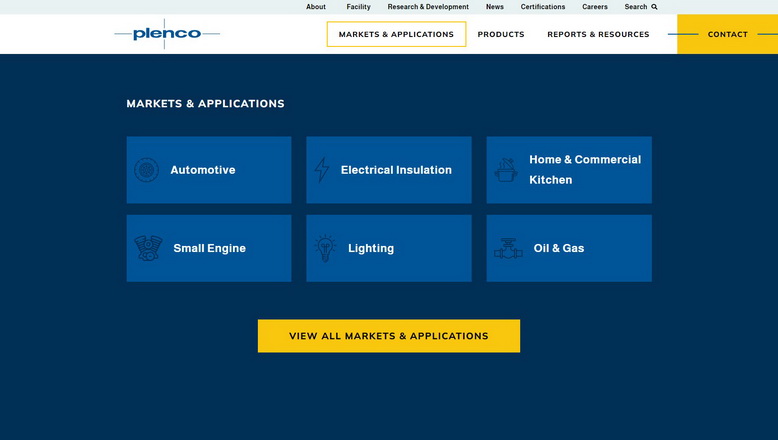 About Facility Research & Development News Certifications Careers Search
plenco
MARKETS & APPLICATIONS PRODUCTS REPORTS & RESOURCES CONTACT
MARKETS & APPLICATIONS
Automotive
Electrical Insulation
Home & Commercial
Kitchen
Small Engine
Lighting
Oil & Gas
VIEW ALL MARKETS & APPLICATIONS